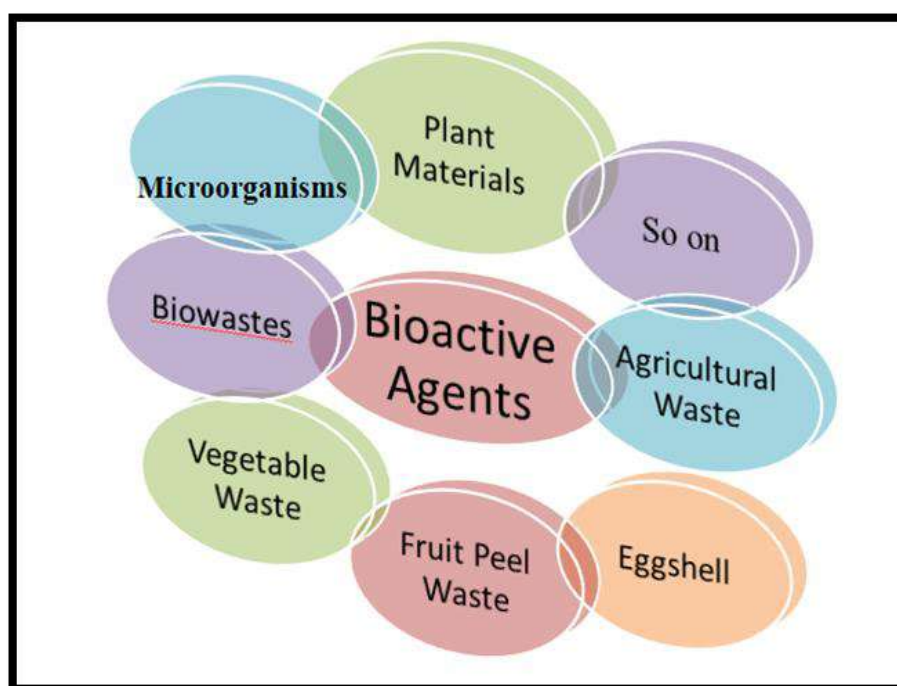 Plant
Materials
Microorganisms
So on
Biowastes
Bioactive
Agents
Agricultural
Waste
Vegetable
Waste
Fruit Peel
Waste
Eggshell